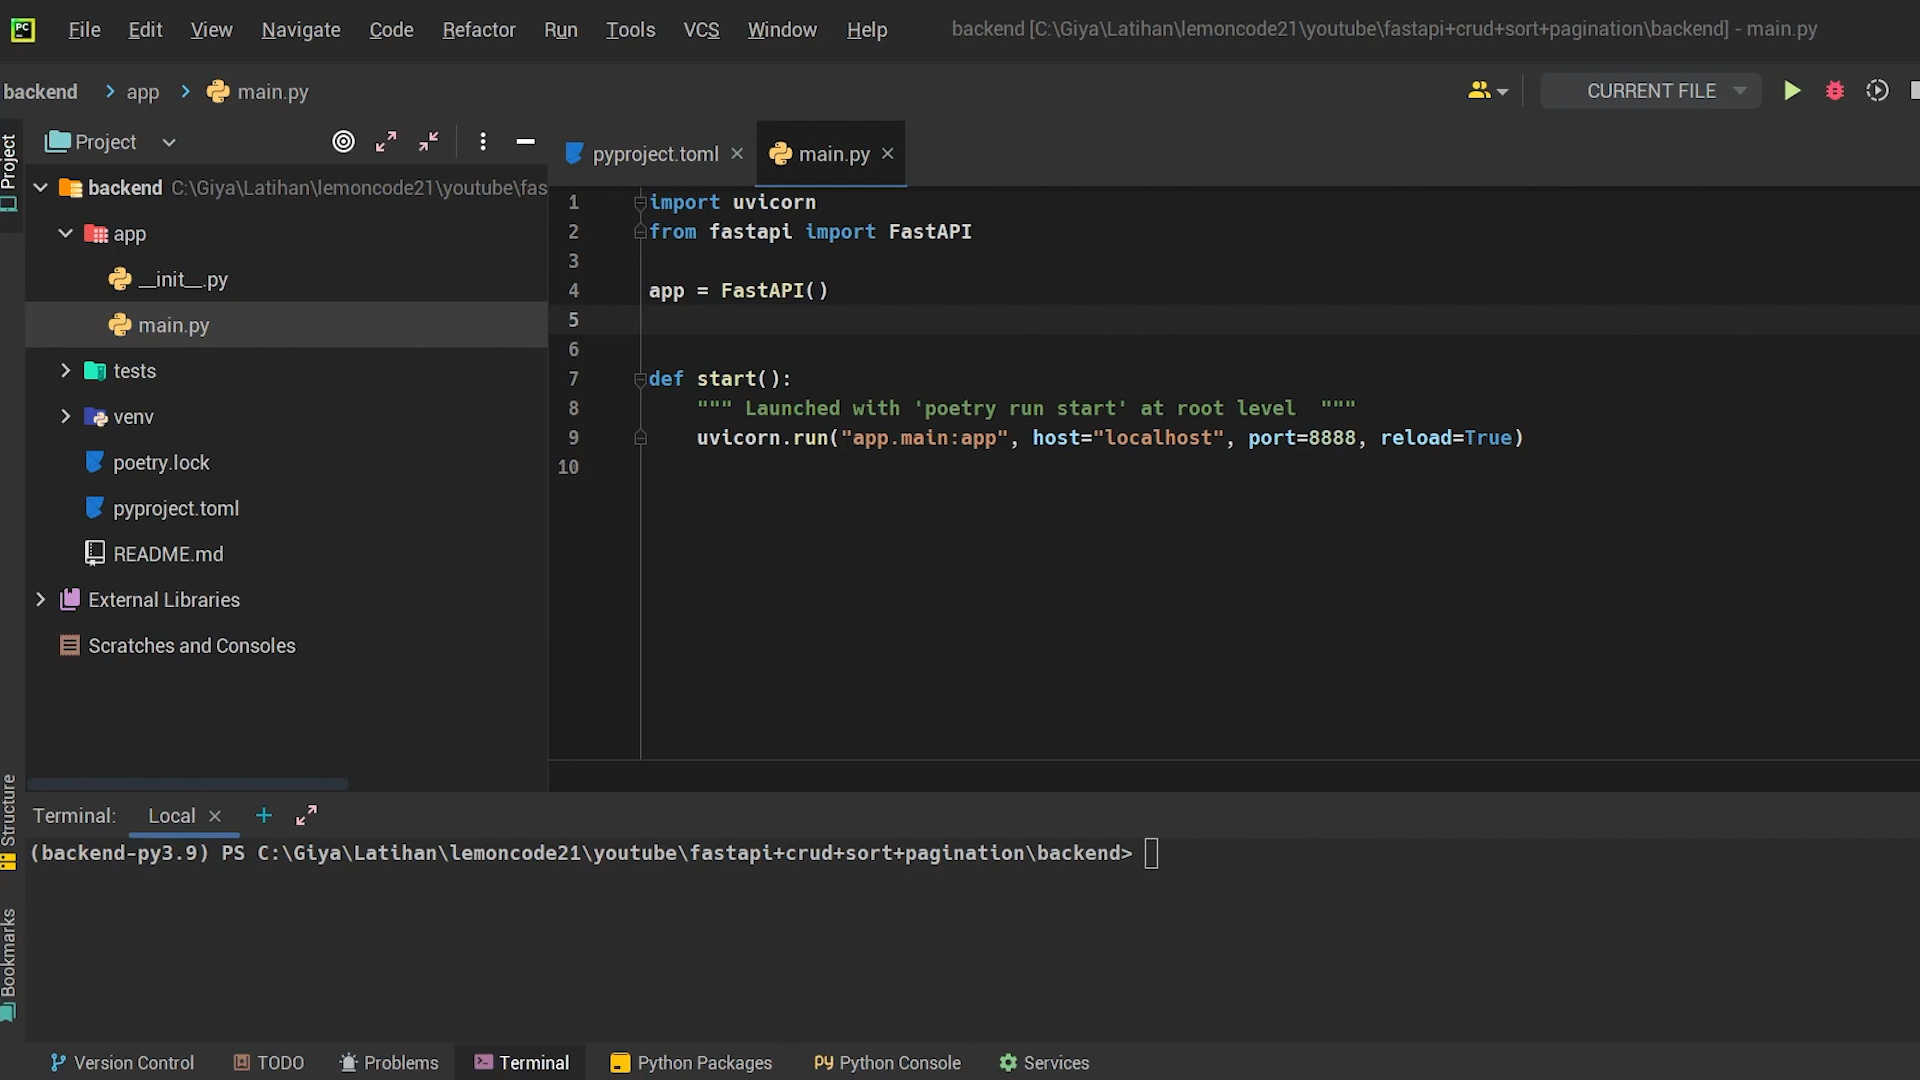 PC File Edit View Navigate Code Refactor Run Tools VCS Window Help backend [C:\Giya\Latihan\lemoncode21\youtube\fastapi+crud+sort+pagination\backend] - main.py
backend app main.py CURRENT FILE
Project
Project
pyproject.toml main.py
backend C:\Giya\Latihan\lemoncode21\youtube\fas
app
__init__.py
main.py
tests
venv
poetry.lock
pyproject.toml
README.md
External Libraries
Scratches and Consoles
1 import uvicorn
2 from fastapi import FastAPI
3
4 app = FastAPI()
5
6
7 def start():
8 """ Launched with 'poetry run start' at root level """
9 uvicorn.run("app.main:app", host="localhost", port=8888, reload=True)
10
Structure
Bookmarks
Terminal: Local
(backend-py3.9) PS C:\Giya\Latihan\lemoncode21\youtube\fastapi+crud+sort+pagination\backend>
Version Control TODO Problems Terminal Python Packages PY Python Console Services